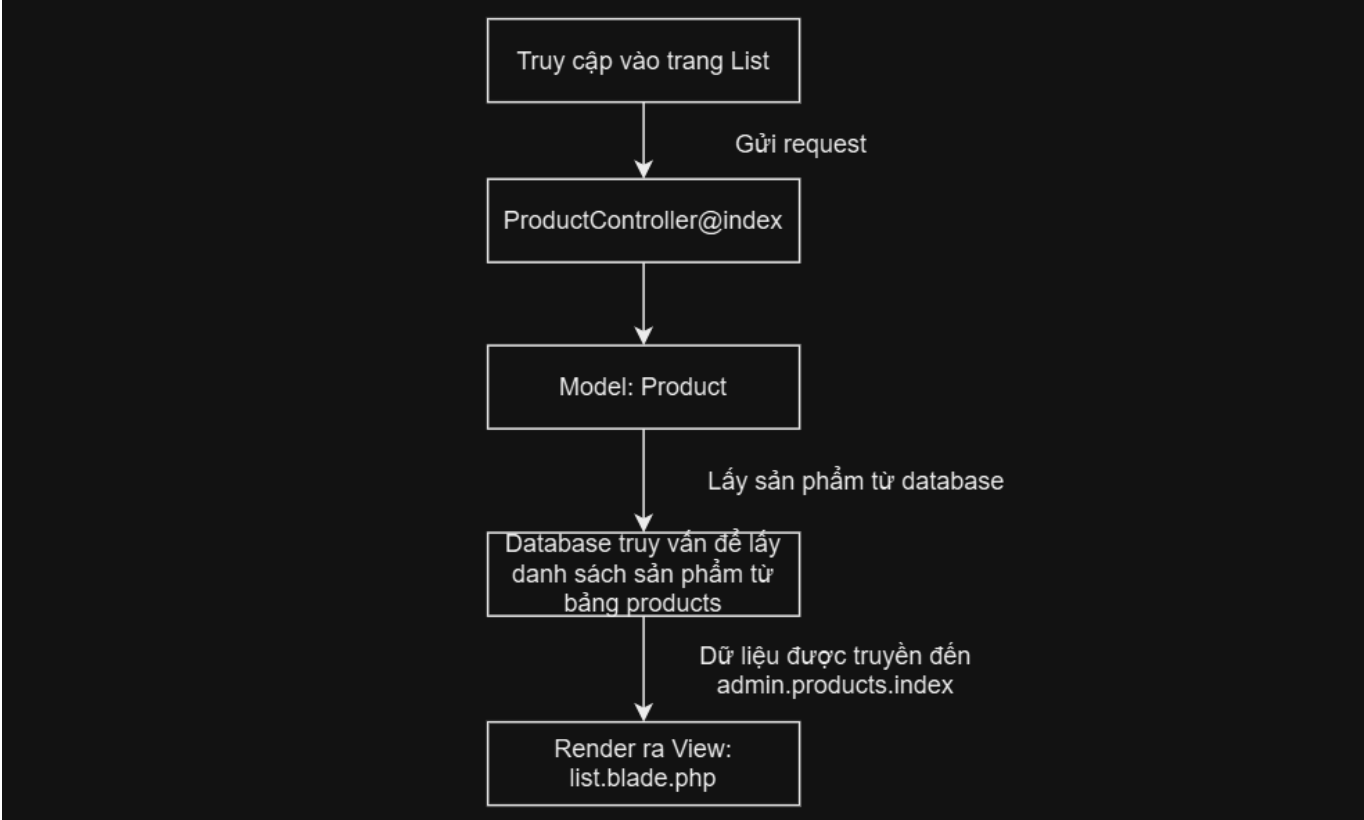 Truy cập vào trang List
Gửi request
ProductController@index
Model: Product
Lấy sản phẩm từ database
Database truy vấn để lấy
danh sách sản phẩm từ
bảng products
Dữ liệu được truyền đến
admin.products.index
Render ra View:
list.blade.php